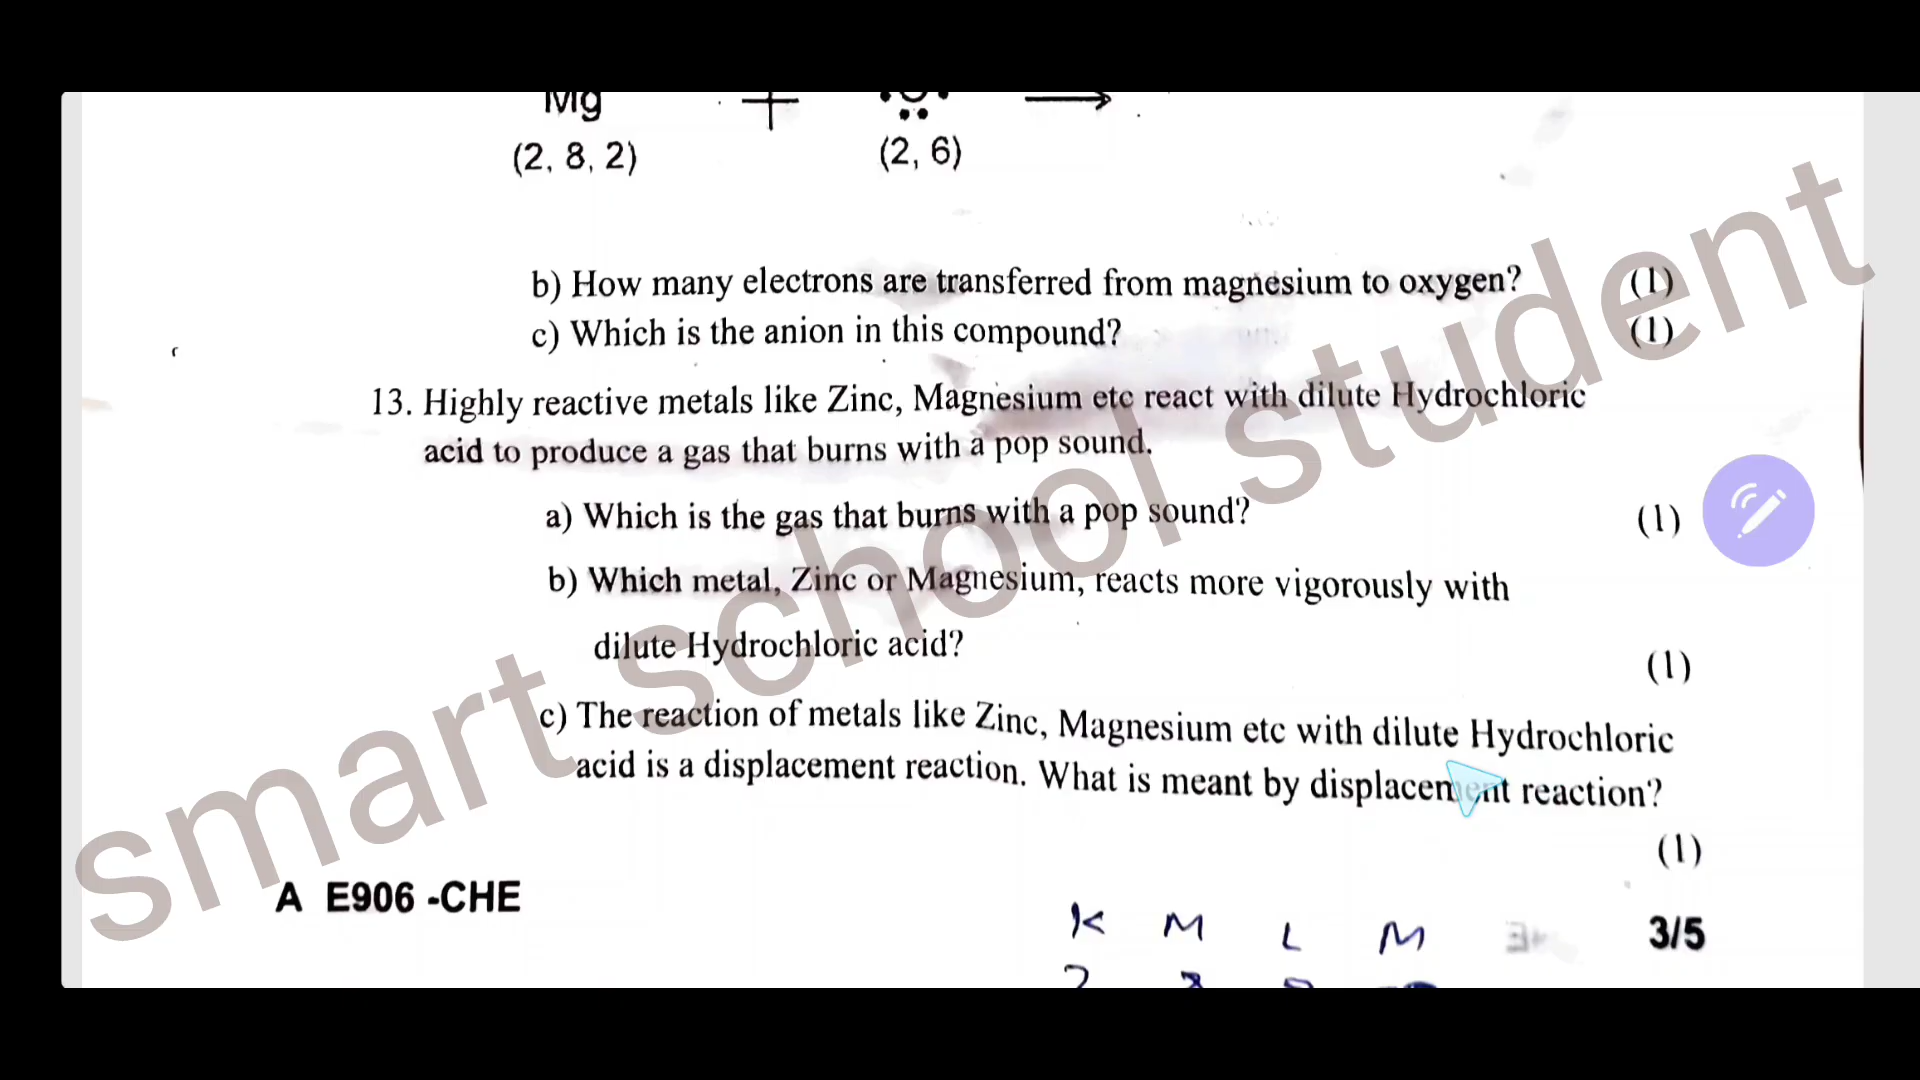 Mg + O →
(2, 8, 2) (2, 6)
b) How many electrons are transferred from magnesium to oxygen? (1)
c) Which is the anion in this compound? (1)
13. Highly reactive metals like Zinc, Magnesium etc react with dilute Hydrochloric
acid to produce a gas that burns with a pop sound.
a) Which is the gas that burns with a pop sound? (1)
b) Which metal, Zinc or Magnesium, reacts more vigorously with
dilute Hydrochloric acid?
(1)
c) The reaction of metals like Zinc, Magnesium etc with dilute Hydrochloric
acid is a displacement reaction. What is meant by displacement reaction?
(1)
A E906 -CHE
K M L M
3/5
smart school student